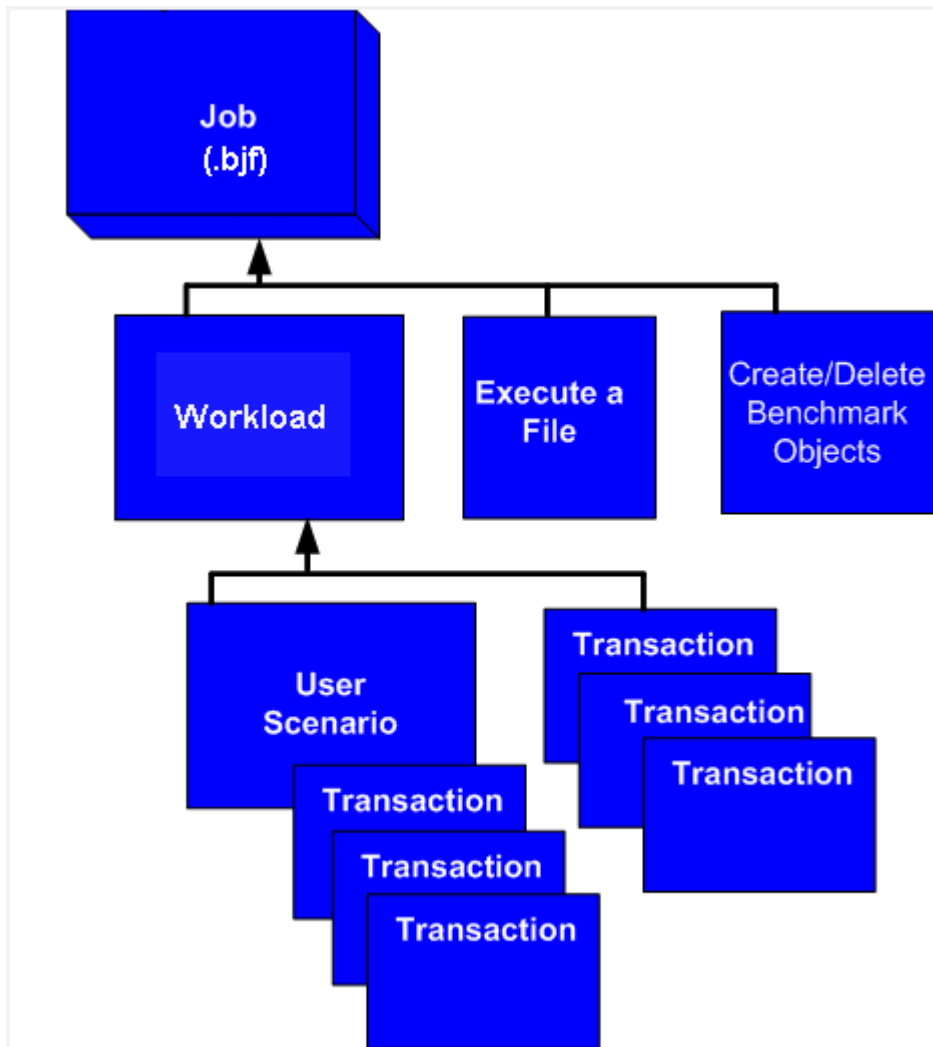 Job
(.bjf)
Workload
Execute a
File
Create/Delete
Benchmark
Objects
User
Scenario
Transaction
Transaction
Transaction
Transaction
Transaction
Transaction